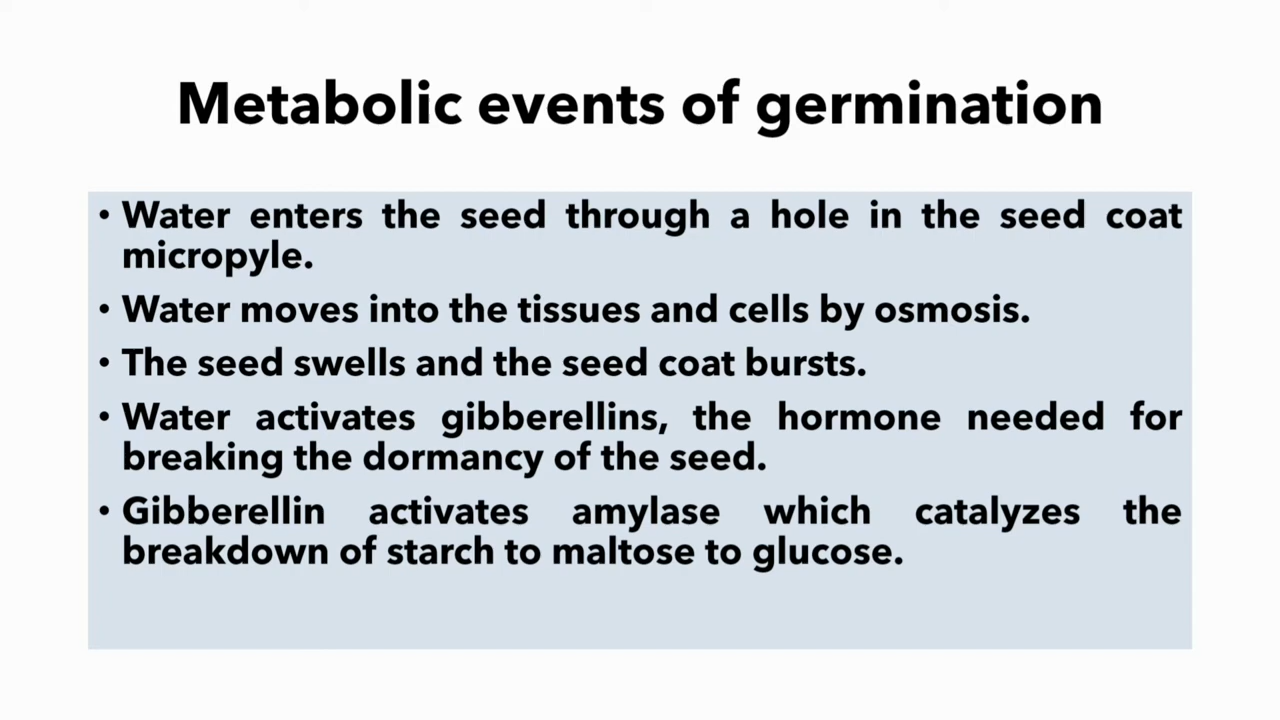 Metabolic events of germination
• Water enters the seed through a hole in the seed coat
micropyle.
• Water moves into the tissues and cells by osmosis.
• The seed swells and the seed coat bursts.
• Water activates gibberellins, the hormone needed for
breaking the dormancy of the seed.
• Gibberellin activates amylase which catalyzes the
breakdown of starch to maltose to glucose.